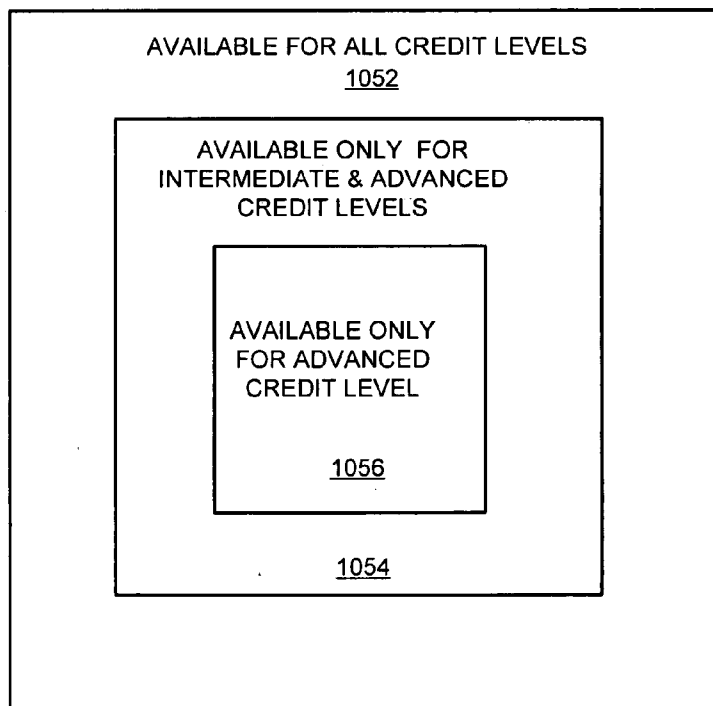 AVAILABLE FOR ALL CREDIT LEVELS
1052
AVAILABLE ONLY FOR
INTERMEDIATE & ADVANCED
CREDIT LEVELS
AVAILABLE ONLY
FOR ADVANCED
CREDIT LEVEL
1056
1054